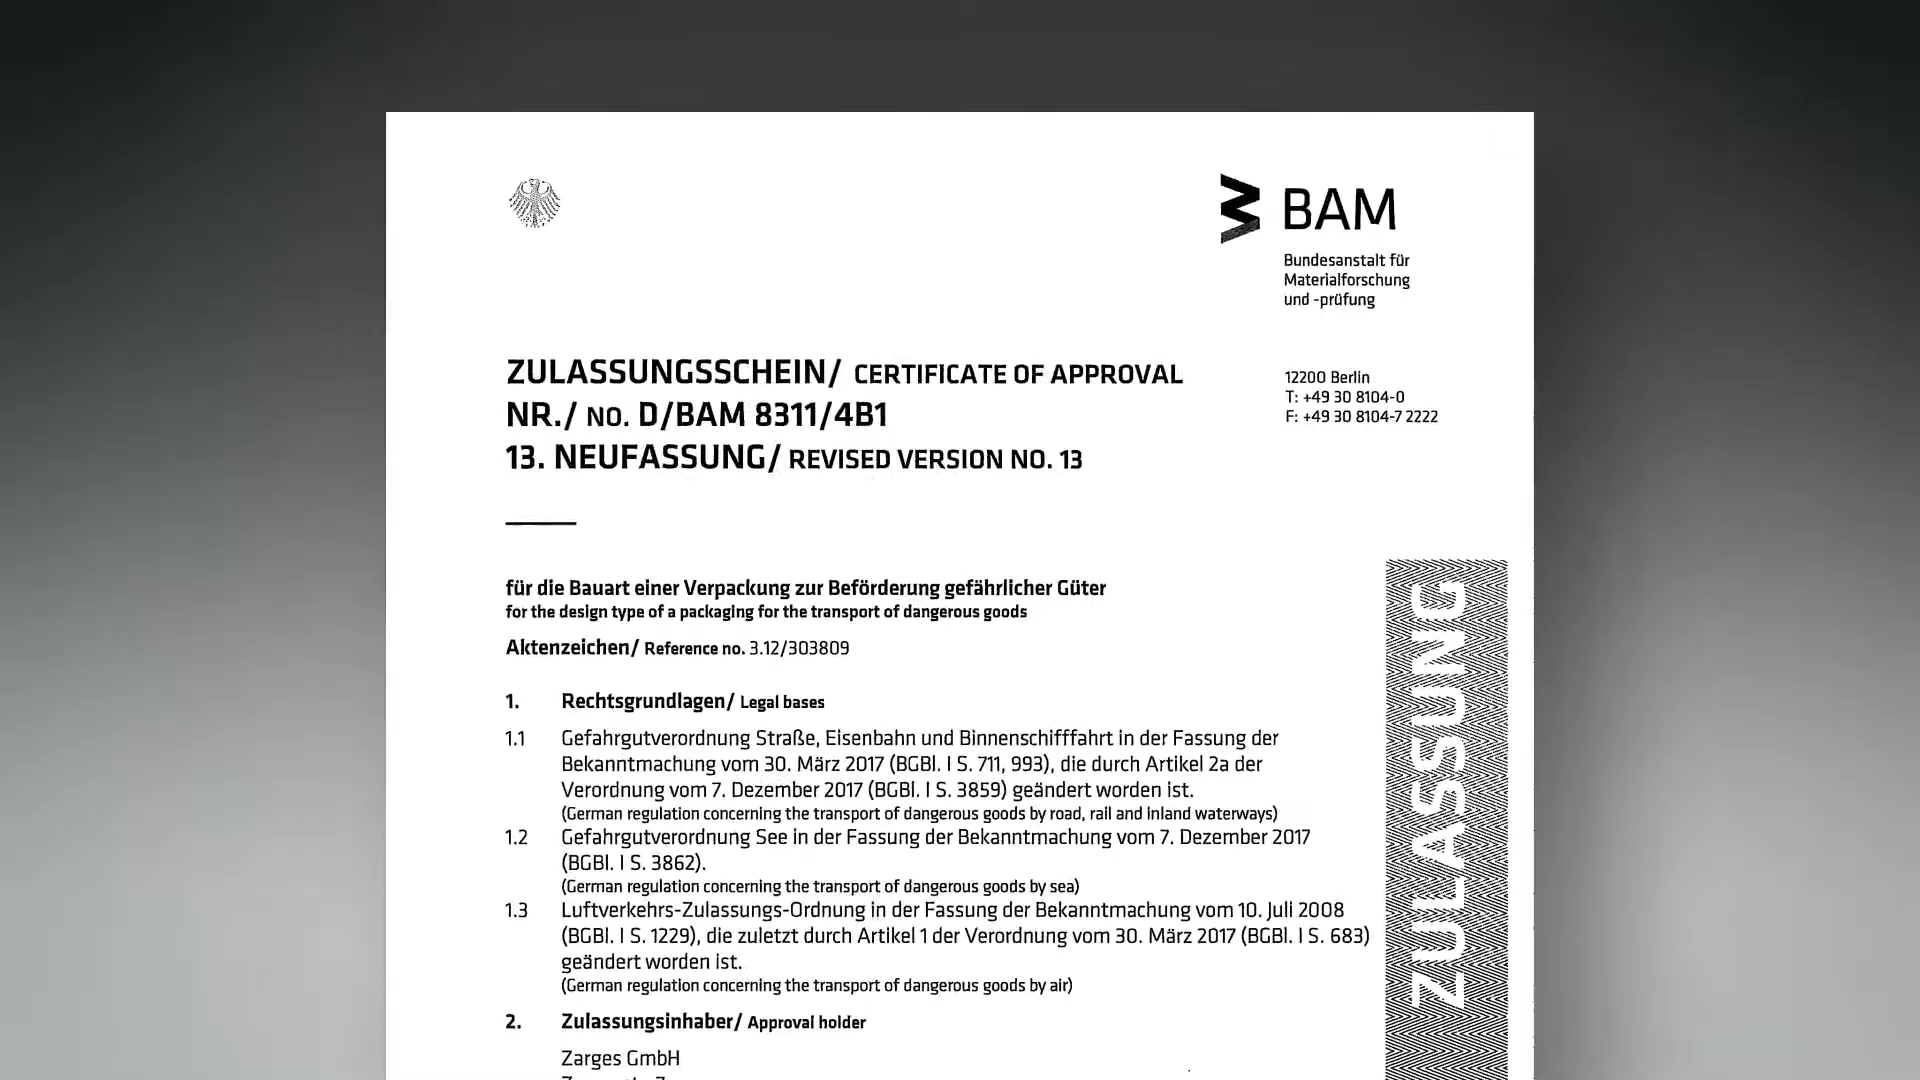 BAM
Bundesanstalt für
Materialforschung
und -prüfung
ZULASSUNGSSCHEIN/ CERTIFICATE OF APPROVAL
NR./ NO. D/BAM 8311/4B1
13. NEUFASSUNG/ REVISED VERSION NO. 13
12200 Berlin
T: +49 30 8104-0
F: +49 30 8104-7 2222
für die Bauart einer Verpackung zur Beförderung gefährlicher Güter
for the design type of a packaging for the transport of dangerous goods
Aktenzeichen/ Reference no. 3.12/303809
1. Rechtsgrundlagen/ Legal bases
1.1 Gefahrgutverordnung Straße, Eisenbahn und Binnenschifffahrt in der Fassung der
Bekanntmachung vom 30. März 2017 (BGBl. I S. 711, 993), die durch Artikel 2a der
Verordnung vom 7. Dezember 2017 (BGBl. I S. 3859) geändert worden ist.
(German regulation concerning the transport of dangerous goods by road, rail and inland waterways)
1.2 Gefahrgutverordnung See in der Fassung der Bekanntmachung vom 7. Dezember 2017
(BGBl. I S. 3862).
(German regulation concerning the transport of dangerous goods by sea)
1.3 Luftverkehrs-Zulassungs-Ordnung in der Fassung der Bekanntmachung vom 10. Juli 2008
(BGBl. I S. 1229), die zuletzt durch Artikel 1 der Verordnung vom 30. März 2017 (BGBl. I S. 683)
geändert worden ist.
(German regulation concerning the transport of dangerous goods by air)
2. Zulassungsinhaber/ Approval holder
Zarges GmbH
ZULASSUNG